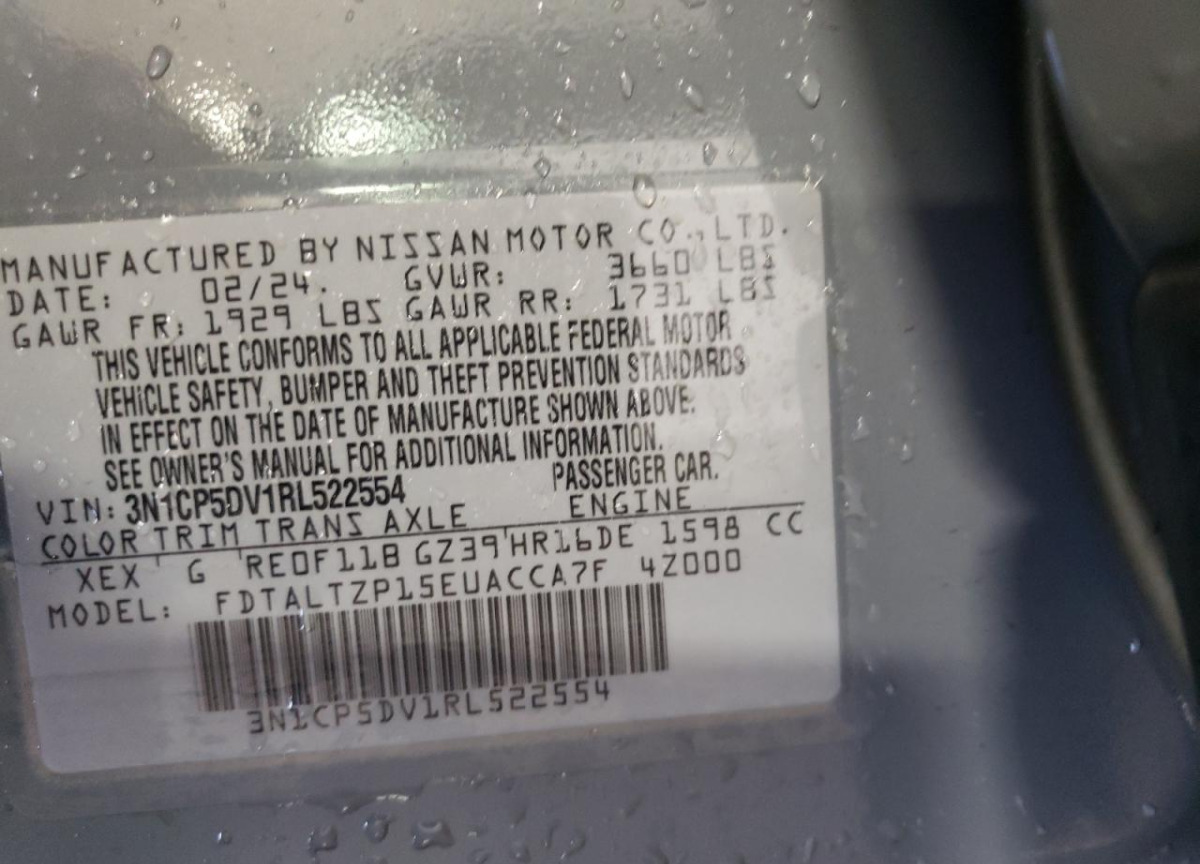 MANUFACTURED BY NISSAN MOTOR CO., LTD.
DATE: 02/24. GVWR: 3660 LBS
GAWR FR: 1929 LBS GAWR RR: 1731 LBS
THIS VEHICLE CONFORMS TO ALL APPLICABLE FEDERAL MOTOR
VEHICLE SAFETY, BUMPER AND THEFT PREVENTION STANDARDS
IN EFFECT ON THE DATE OF MANUFACTURE SHOWN ABOVE.
SEE OWNER'S MANUAL FOR ADDITIONAL INFORMATION.
VIN: 3N1CP5DV1RL522554 PASSENGER CAR.
COLOR TRIM TRANS AXLE ENGINE
XEX G RE0F11B GZ39 HR16DE 1598 CC
MODEL: FDTALTZP15EUACCA7F 4Z000
3N1CP5DV1RL522554